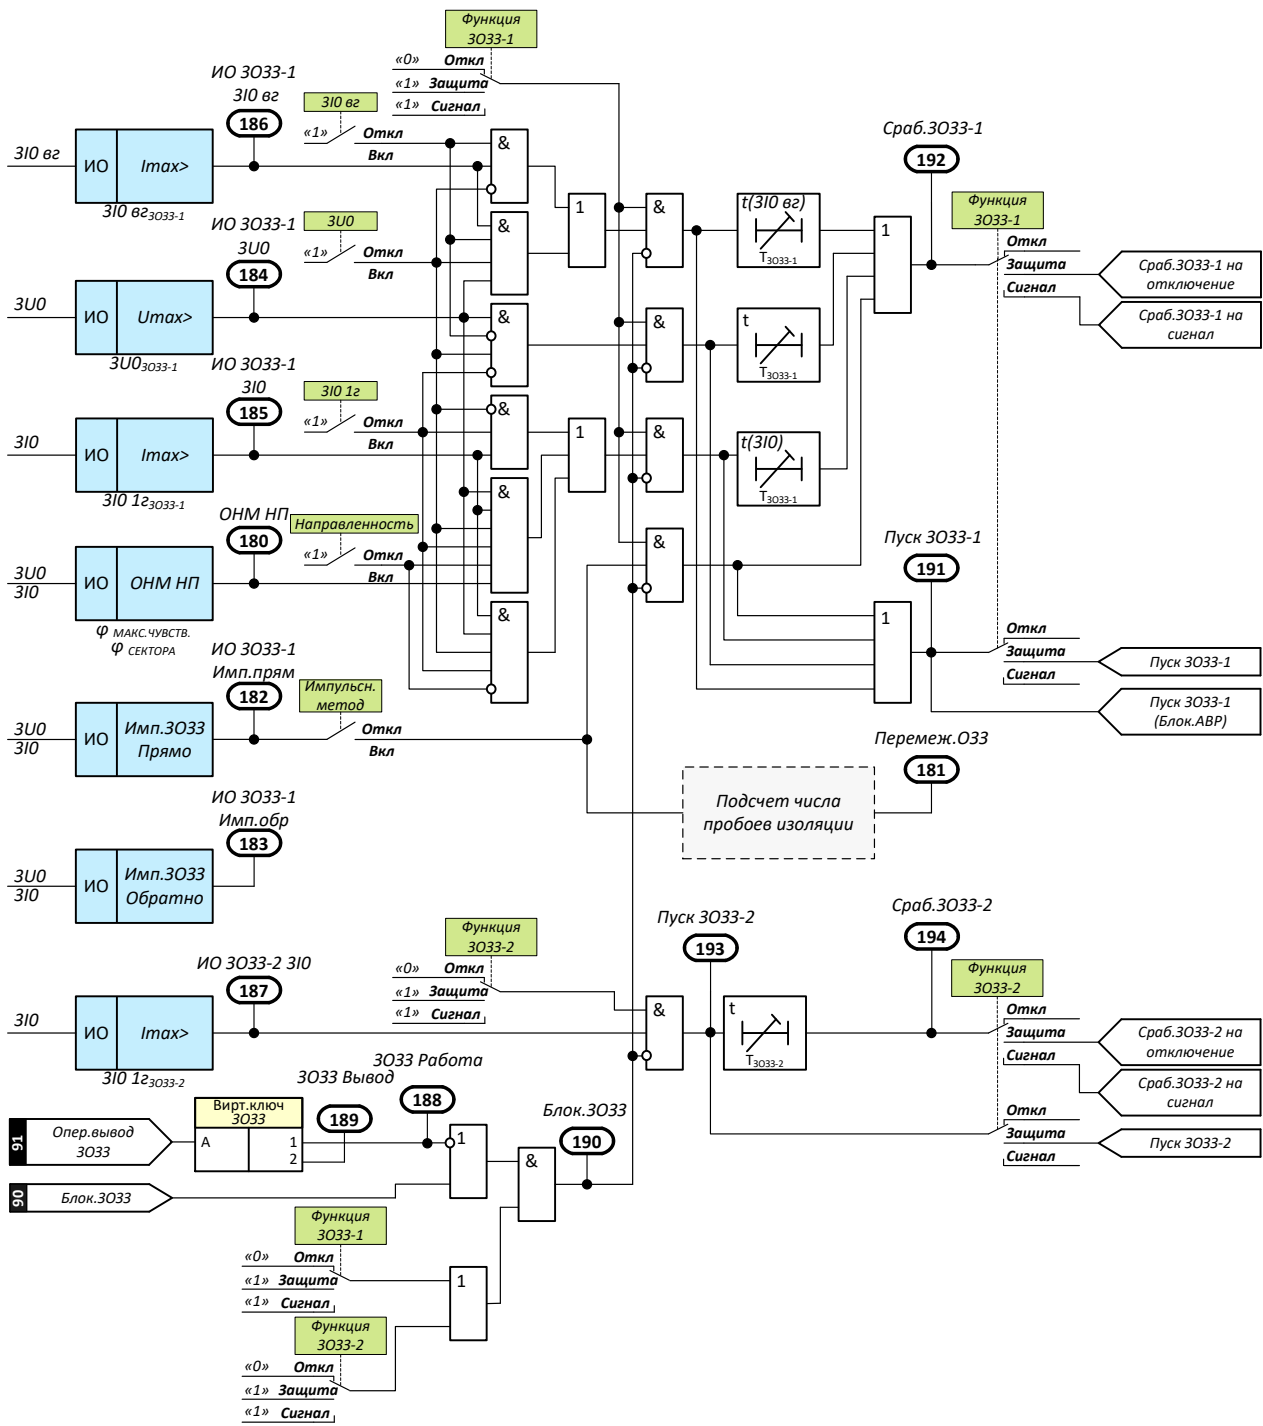 Функция
ЗОЗЗ-1
«0» Откл
«1» Защита
«1» Сигнал
ИО ЗОЗЗ-1
3I0 вг
186
3I0 вг
«1» Откл
Вкл
3I0 вг
ИО
Imax>
3I0 вгЗОЗЗ-1
&
ИО ЗОЗЗ-1
3U0
184
3U0
«1» Откл
Вкл
3U0
ИО
Umax>
3U0ЗОЗЗ-1
&
1
&
t(3I0 вг)
TЗОЗЗ-1
1
Сраб.ЗОЗЗ-1
192
Функция
ЗОЗЗ-1
Откл
Защита
Сигнал
Сраб.ЗОЗЗ-1 на
отключение
Сраб.ЗОЗЗ-1 на
сигнал
&
&
t
TЗОЗЗ-1
ИО ЗОЗЗ-1
3I0
185
3I0 1г
«1» Откл
Вкл
3I0
ИО
Imax>
3I0 1гЗОЗЗ-1
&
1
&
t(3I0)
TЗОЗЗ-1
ОНМ НП
180
Направленность
«1» Откл
Вкл
3U0
3I0
ИО
ОНМ НП
φ МАКС.ЧУВСТВ.
φ СЕКТОРА
&
&
&
1
Пуск ЗОЗЗ-1
191
Откл
Защита
Сигнал
Пуск ЗОЗЗ-1
Пуск ЗОЗЗ-1
(Блок.АВР)
ИО ЗОЗЗ-1
Имп.прям
182
Импульсн.
метод
Откл
Вкл
3U0
3I0
ИО
Имп.ЗОЗЗ
Прямо
Перемеж.ОЗЗ
181
Подсчет числа
пробоев изоляции
ИО ЗОЗЗ-1
Имп.обр
183
3U0
3I0
ИО
Имп.ЗОЗЗ
Обратно
Функция
ЗОЗЗ-2
«0» Откл
«1» Защита
«1» Сигнал
ИО ЗОЗЗ-2 3I0
187
3I0
ИО
Imax>
3I0 1гЗОЗЗ-2
&
Пуск ЗОЗЗ-2
193
t
TЗОЗЗ-2
Сраб.ЗОЗЗ-2
194
Функция
ЗОЗЗ-2
Откл
Защита
Сигнал
Сраб.ЗОЗЗ-2 на
отключение
Сраб.ЗОЗЗ-2 на
сигнал
Откл
Защита
Сигнал
Пуск ЗОЗЗ-2
91
Опер.вывод
ЗОЗЗ
Вирт.ключ
ЗОЗЗ
A
1
2
ЗОЗЗ Вывод
189
ЗОЗЗ Работа
188
1
90
Блок.ЗОЗЗ
&
Блок.ЗОЗЗ
190
Функция
ЗОЗЗ-1
«0» Откл
«1» Защита
«1» Сигнал
1
Функция
ЗОЗЗ-2
«0» Откл
«1» Защита
«1» Сигнал